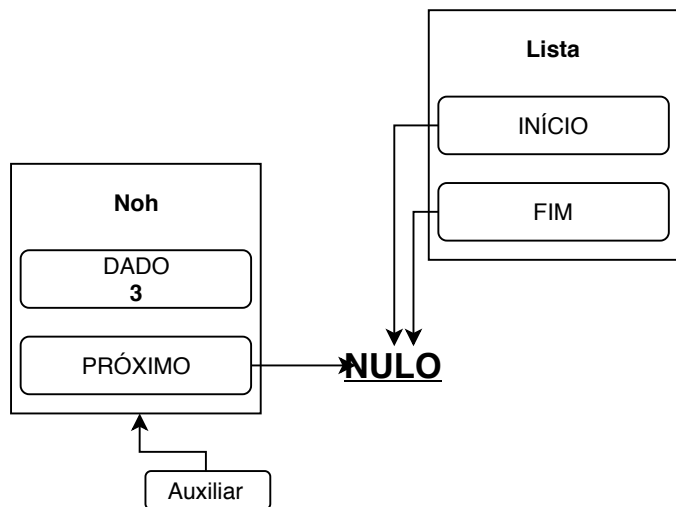 Lista
INÍCIO
FIM
Noh
DADO
3
PRÓXIMO
NULO
Auxiliar